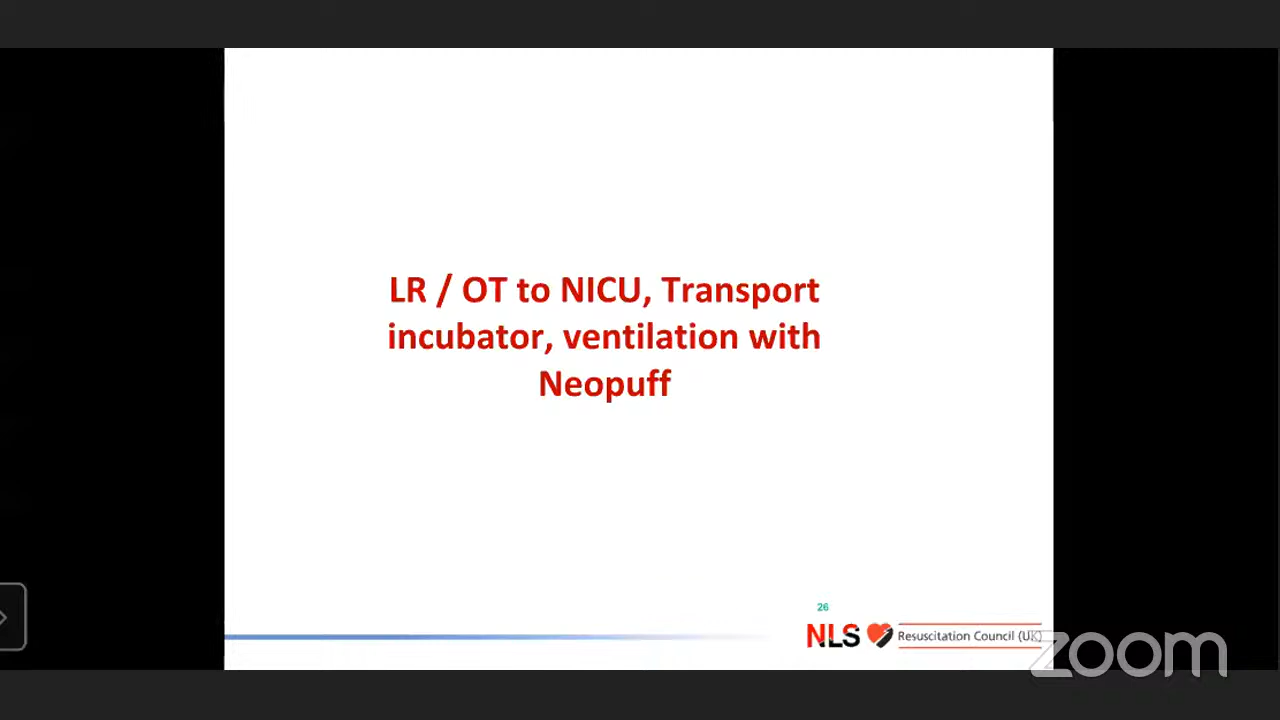 LR / OT to NICU, Transport
incubator, ventilation with
Neopuff
26
NLS Resuscitation Council (UK)
zoom